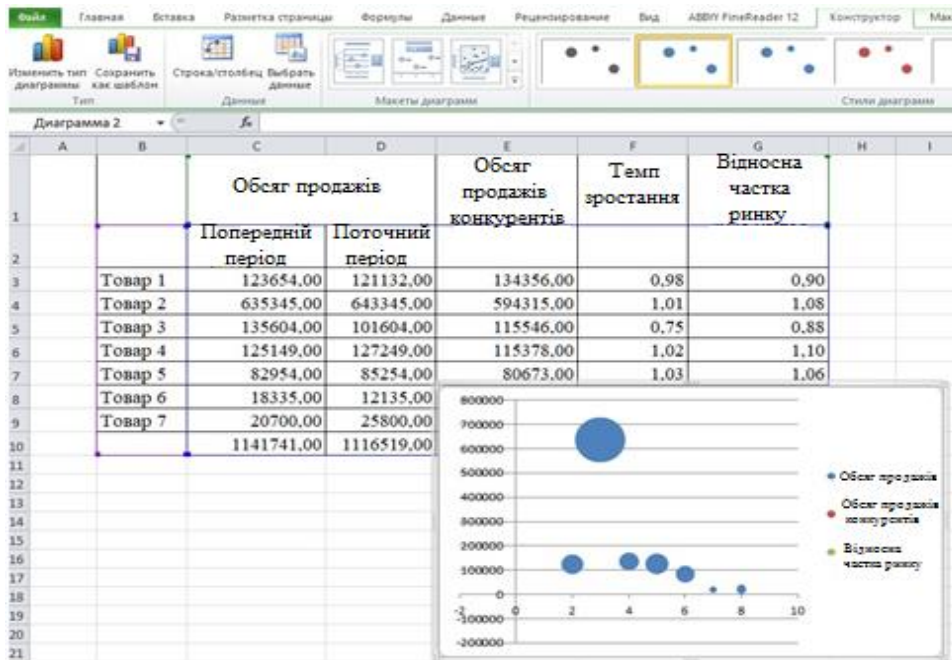 Файл Главная Вставка Разметка страницы Формулы Данные Рецензирование Вид ABBYY FineReader 12 Конструктор Мак
Изменить тип диаграммы
Сохранить как шаблон
Строка/столбец
Выбрать данные
Тип Данные Макеты диаграмм Стили диаграмм
Диаграмма 2 fx
A B C D E F G H I
1 Обсяг продажів Обсяг продажів конкурентів Темп зростання Відносна частка ринку
2 Попередній період Поточний період
3 Товар 1 123654,00 121132,00 134356,00 0,98 0,90
4 Товар 2 635345,00 643345,00 594315,00 1,01 1,08
5 Товар 3 135604,00 101604,00 115546,00 0,75 0,88
6 Товар 4 125149,00 127249,00 115378,00 1,02 1,10
7 Товар 5 82954,00 85254,00 80673,00 1,03 1,06
8 Товар 6 18335,00 12135,00
9 Товар 7 20700,00 25800,00
10 1141741,00 1116519,00
11
12
13
14
15
16
17
18
19
20
21
800000
700000
600000
500000
400000
300000
200000
100000
0
-2 0 2 4 6 8 10
-100000
-200000
Обсяг продажів
Обсяг продажів
конкурентів
Відносна
частка ринку